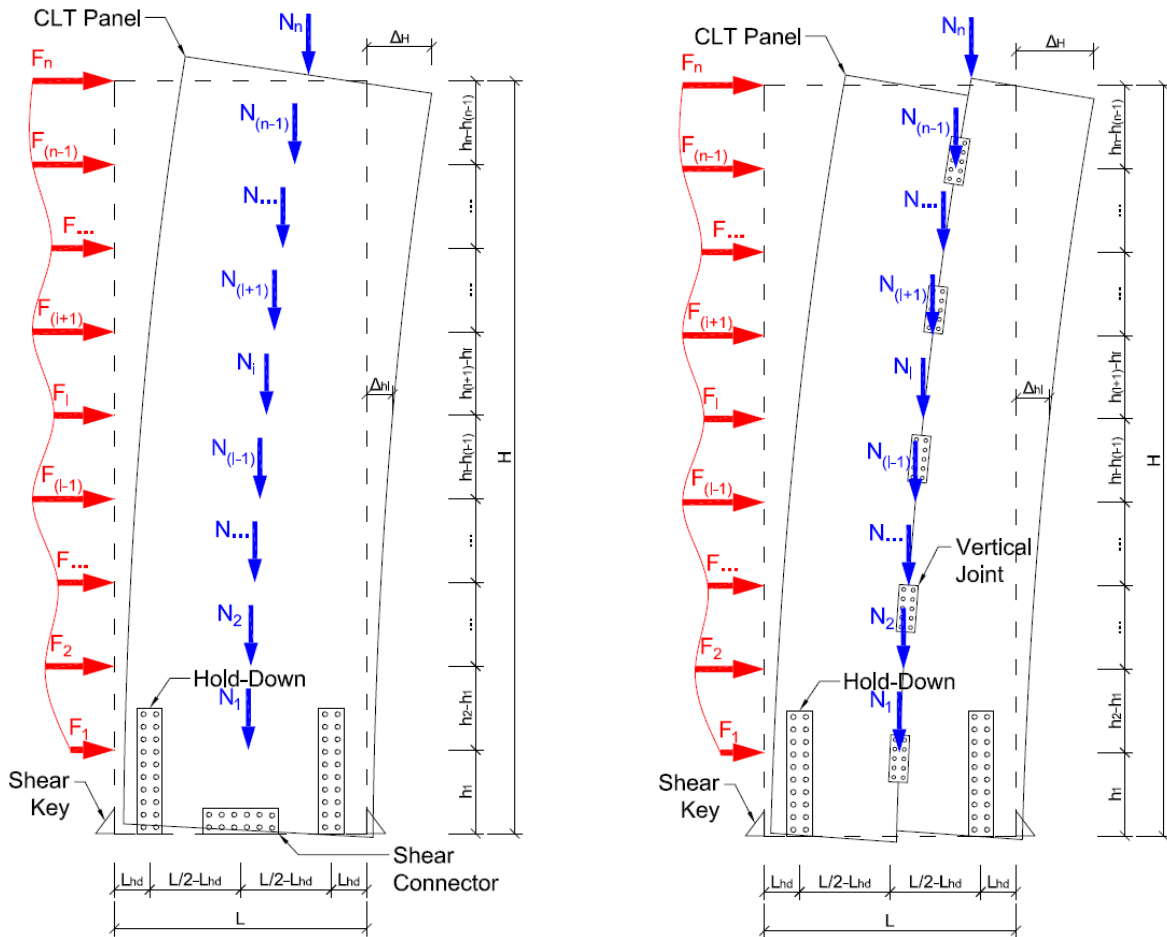 CLT Panel
Nn
ΔH
Fn
N(n-1)
hn-h(n-1)
F(n-1)
N...
...
F...
N(I+1)
...
F(i+1)
Ni
h(I+1)-hI
ΔhI
FI
N(I-1)
hI-h(I-1)
H
F(I-1)
N...
...
F...
N2
...
F2
Hold-Down
N1
h2-h1
F1
Shear
Key
h1
Shear
Connector
Lhd
L/2-Lhd
L/2-Lhd
Lhd
L
Nn
CLT Panel
ΔH
Fn
N(n-1)
hn-h(n-1)
F(n-1)
N...
...
F...
N(I+1)
...
F(i+1)
NI
h(I+1)-hI
ΔhI
FI
N(I-1)
hI-h(I-1)
H
F(I-1)
N...
...
Vertical
Joint
F...
N2
...
F2
Hold-Down
N1
h2-h1
F1
Shear
Key
h1
Lhd
L/2-Lhd
L/2-Lhd
Lhd
L